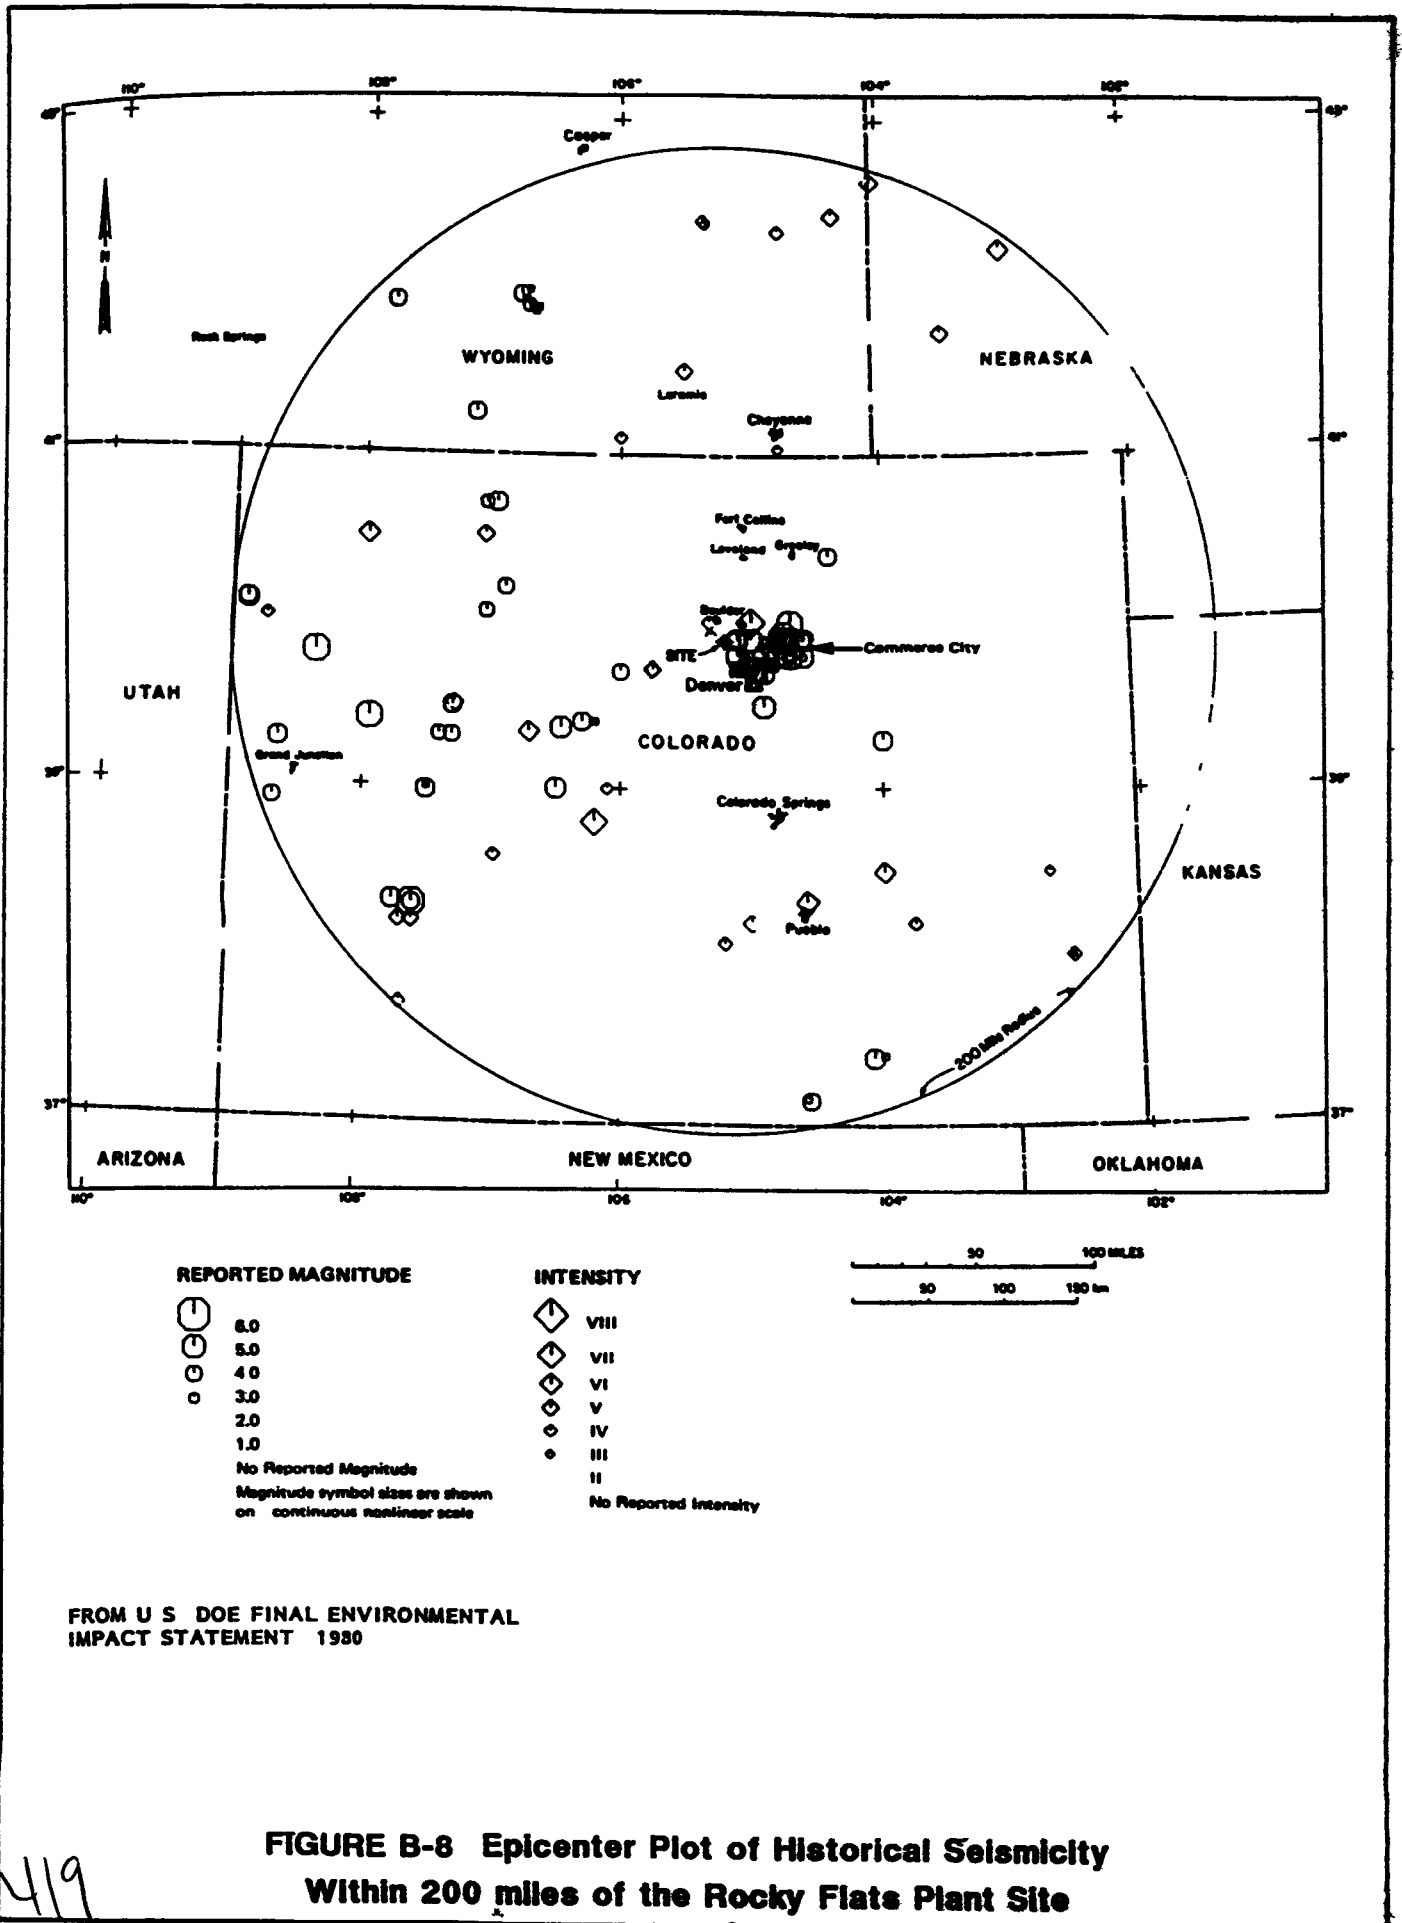 110° 108° 106° 104° 102°
43° 43°
Casper
N
Rock Springs
WYOMING NEBRASKA
Laramie
Cheyenne
41° 41°
Fort Collins
Loveland Greeley
Boulder
SITE Commerce City
Denver
UTAH
COLORADO
Grand Junction
39° 39°
Colorado Springs
KANSAS
Pueblo
200 Mile Radius
37° 37°
ARIZONA NEW MEXICO OKLAHOMA
110° 108° 106 104° 102°
50 100 MILES
50 100 150 km
REPORTED MAGNITUDE
6.0
5.0
4 0
3.0
2.0
1.0
No Reported Magnitude
Magnitude symbol sizes are shown
on continuous nonlinear scale
INTENSITY
VIII
VII
VI
V
IV
III
II
No Reported Intensity
FROM U S DOE FINAL ENVIRONMENTAL
IMPACT STATEMENT 1980
FIGURE B-8 Epicenter Plot of Historical Seismicity
Within 200 miles of the Rocky Flats Plant Site
419